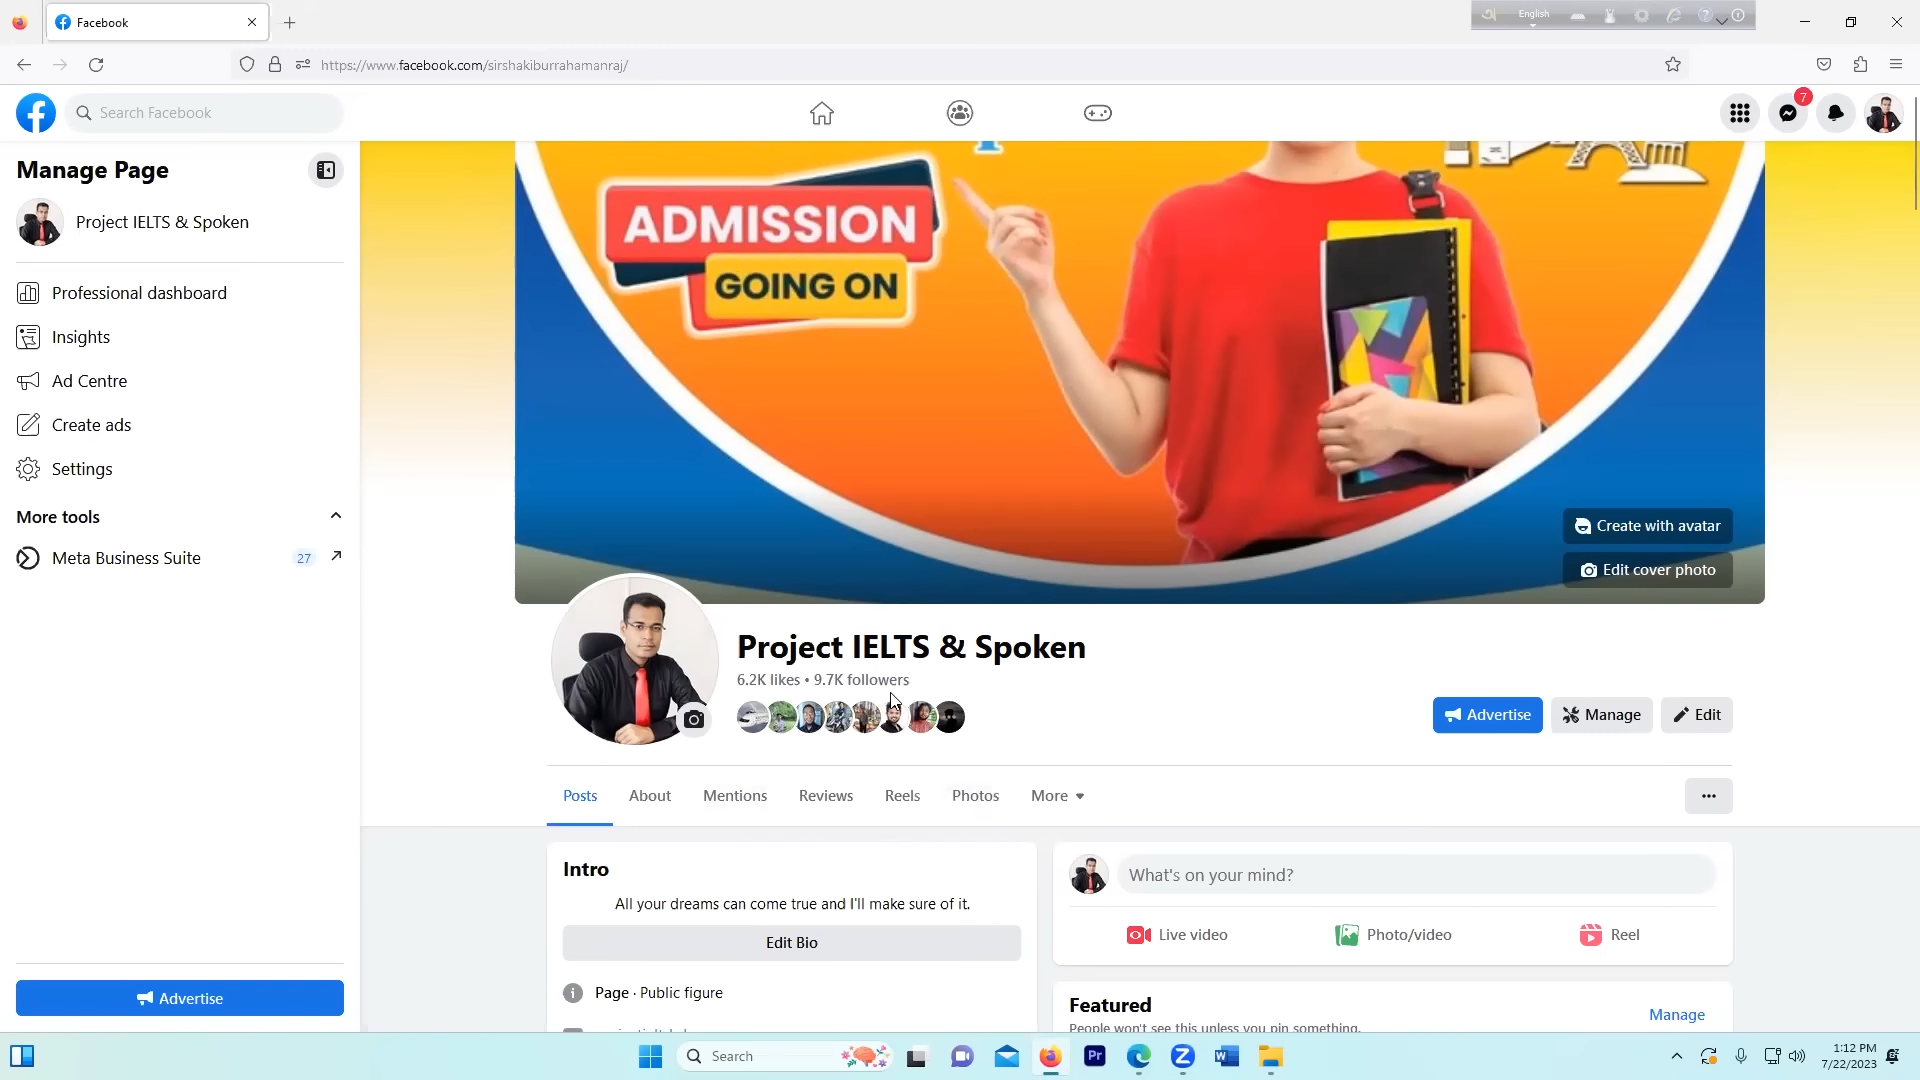 Facebook
English
https://www.facebook.com/sirshakiburrahamanraj/
Search Facebook
7
Manage Page
Project IELTS & Spoken
Professional dashboard
Insights
Ad Centre
Create ads
Settings
More tools
Meta Business Suite 27
Advertise
ADMISSION
GOING ON
Create with avatar
Edit cover photo
Project IELTS & Spoken
6.2K likes • 9.7K followers
Advertise Manage Edit
Posts About Mentions Reviews Reels Photos More
Intro
All your dreams can come true and I'll make sure of it.
Edit Bio
Page · Public figure
What's on your mind?
Live video Photo/video Reel
Featured
Manage
People won't see this unless you pin something.
Search
Pr
1:12 PM
7/22/2023